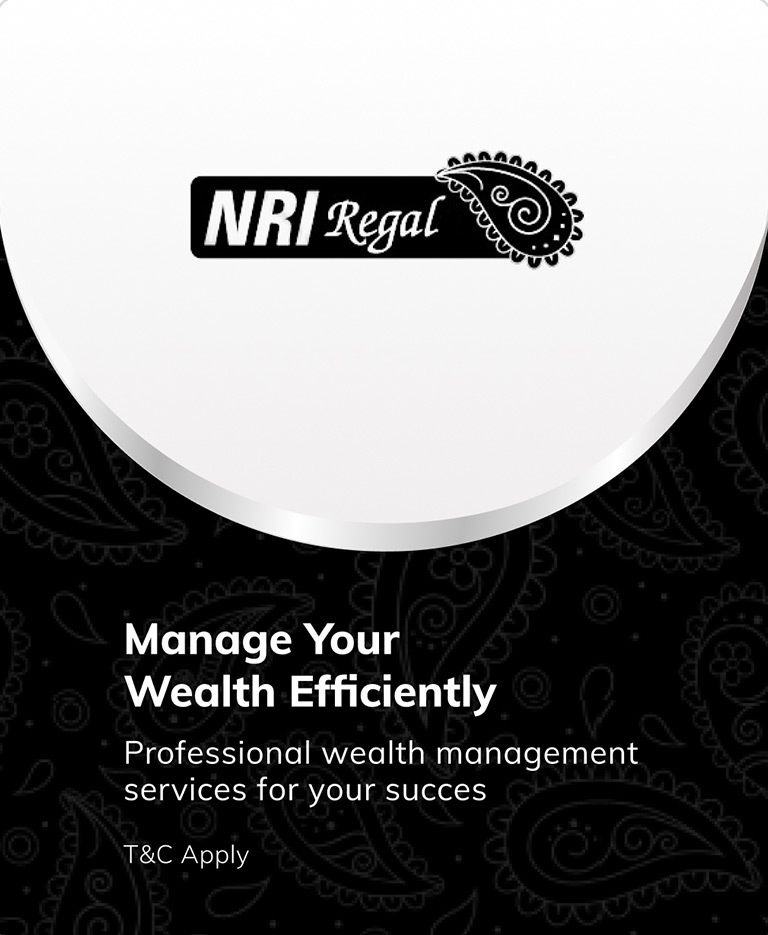 NRI Regal
Manage Your
Wealth Efficiently
Professional wealth management
services for your succes
T&C Apply